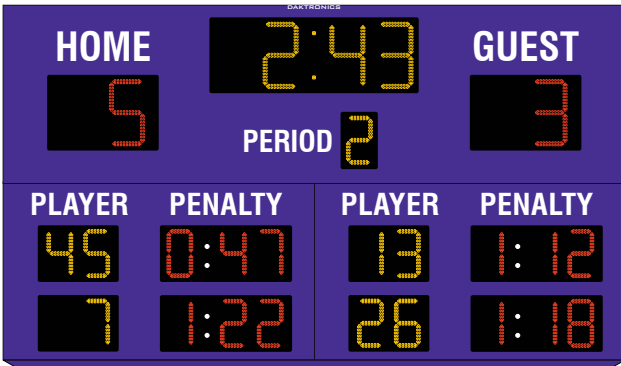 DAKTRONICS
HOME 2:43 GUEST
5 3
PERIOD 2
PLAYER PENALTY PLAYER PENALTY
45 0:47 13 1:12
7 1:22 26 1:18